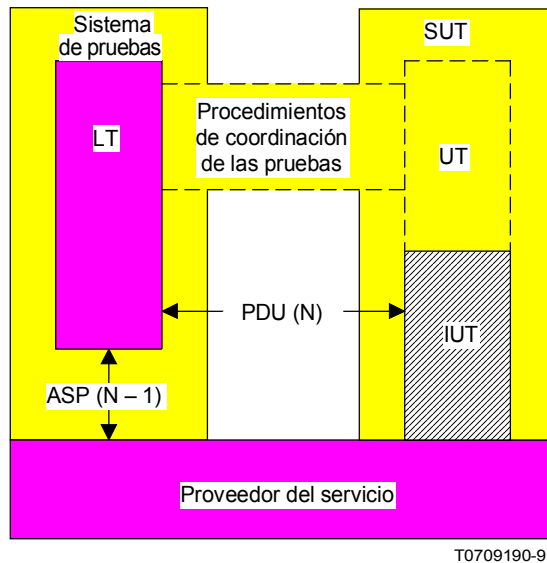 Sistema
de pruebas
SUT
LT
Procedimientos
de coordinación
de las pruebas
UT
PDU (N)
IUT
ASP (N – 1)
Proveedor del servicio
T0709190-9